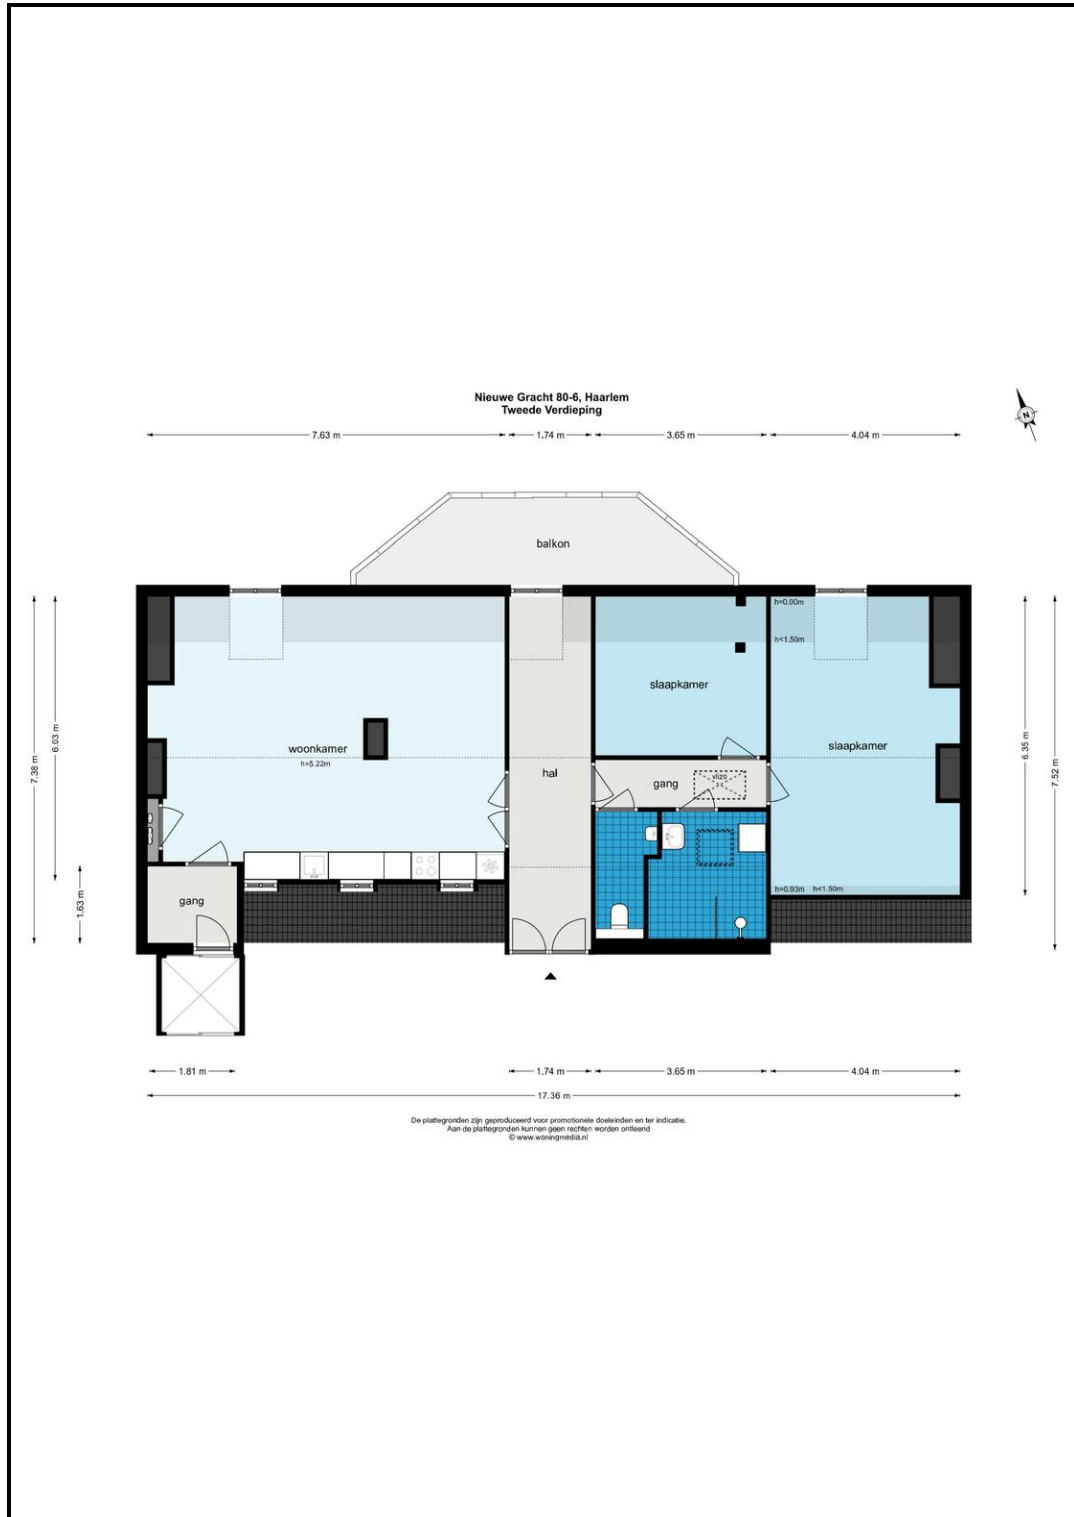 Nieuwe Gracht 80-6, Haarlem
Tweede Verdieping
N
7.63 m
1.74 m
3.65 m
4.04 m
balkon
h=0.00m
h<1.50m
slaapkamer
woonkamer
h=5.22m
slaapkamer
hal
vlizo
gang
h=0.93m h<1.50m
gang
7.38 m
6.03 m
1.63 m
6.35 m
7.52 m
1.81 m
1.74 m
3.65 m
4.04 m
17.36 m
De plattegronden zijn geproduceerd voor promotionele doeleinden en ter indicatie.
Aan de plattegronden kunnen geen rechten worden ontleend
© www.woningmedia.nl